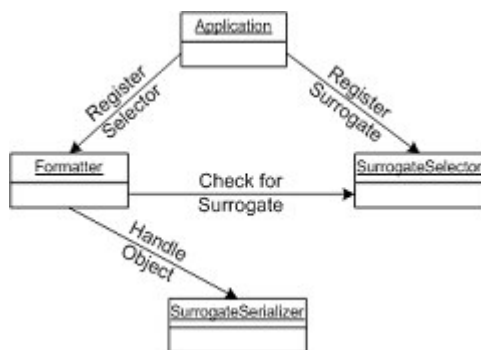 Application
Register
Selector
Register
Surrogate
Formatter
SurrogateSelector
Check for
Surrogate
Handle
Object
SurrogateSerializer